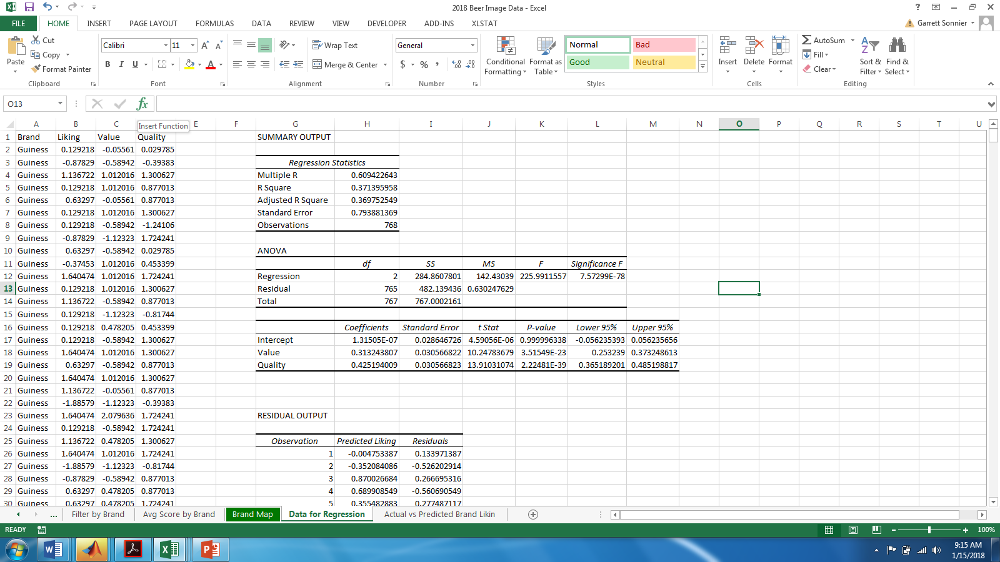 2018 Beer Image Data - Excel
FILE HOME INSERT PAGE LAYOUT FORMULAS DATA REVIEW VIEW DEVELOPER ADD-INS XLSTAT Garrett Sonnier
Paste
Cut
Copy
Format Painter
Clipboard
Calibri 11
B I U
Font
Wrap Text
Merge & Center
Alignment
General
$ % ,
Number
Conditional Formatting
Format as Table
Normal Bad
Good Neutral
Styles
Insert Delete Format
Cells
AutoSum
Fill
Clear
Sort & Filter
Find & Select
Editing
O13 fx
Insert Function
A B C E F G H I J K L M N O P Q R S T U
1 Brand Liking Value Quality SUMMARY OUTPUT
2 Guiness 0.129218 -0.05561 0.029785
3 Guiness -0.87829 -0.58942 -0.39383 Regression Statistics
4 Guiness 1.136722 1.012016 1.300627 Multiple R 0.609422643
5 Guiness 0.129218 1.012016 0.877013 R Square 0.371395958
6 Guiness 0.63297 -0.05561 0.877013 Adjusted R Square 0.369752549
7 Guiness 0.129218 1.012016 1.300627 Standard Error 0.793881369
8 Guiness 0.129218 -0.58942 -1.24106 Observations 768
9 Guiness -0.87829 -1.12323 1.724241
10 Guiness 0.63297 -0.58942 0.029785 ANOVA
11 Guiness -0.37453 1.012016 0.453399 df SS MS F Significance F
12 Guiness 1.640474 1.012016 1.724241 Regression 2 284.8607801 142.43039 225.9911557 7.57299E-78
13 Guiness 0.129218 1.012016 1.300627 Residual 765 482.139436 0.630247629
14 Guiness 1.136722 -0.58942 0.877013 Total 767 767.0002161
15 Guiness 0.129218 -1.12323 -0.81744
16 Guiness 0.129218 0.478205 0.453399 Coefficients Standard Error t Stat P-value Lower 95% Upper 95%
17 Guiness 0.129218 -0.58942 1.300627 Intercept 1.31505E-07 0.028646726 4.59056E-06 0.999996338 -0.056235393 0.056235656
18 Guiness 1.640474 1.012016 1.300627 Value 0.313243807 0.030566822 10.24783679 3.51549E-23 0.253239 0.373248613
19 Guiness 0.63297 -0.58942 0.877013 Quality 0.425194009 0.030566823 13.91031074 2.22481E-39 0.365189201 0.485198817
20 Guiness 1.640474 1.012016 1.300627
21 Guiness 1.136722 -0.05561 0.877013
22 Guiness -1.88579 -1.12323 -0.39383
23 Guiness 1.640474 2.079636 1.724241 RESIDUAL OUTPUT
24 Guiness 0.129218 -0.58942 1.724241
25 Guiness 1.136722 0.478205 1.300627 Observation Predicted Liking Residuals
26 Guiness 1.640474 1.012016 1.724241 1 -0.004753387 0.133971387
27 Guiness -1.88579 -1.12323 -0.81744 2 -0.352084086 -0.526202914
28 Guiness -0.87829 -0.58942 0.877013 3 0.870026684 0.266695316
29 Guiness 0.63297 0.478205 0.877013 4 0.689908549 -0.560690549
30 Guiness 0.63297 0.478205 1.724241 5 0.355482883 0.277487117
... Filter by Brand Avg Score by Brand Brand Map Data for Regression Actual vs Predicted Brand Likin
READY 100%
9:15 AM
1/15/2018